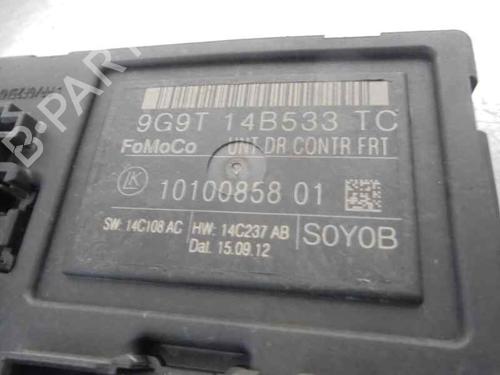 9G9T 14B533 TC
FoMoCo UNT DR CONTR FRT
LK 10100858 01
SW: 14C108 AC HW: 14C237 AB S0Y0B
Dat. 15.09.12